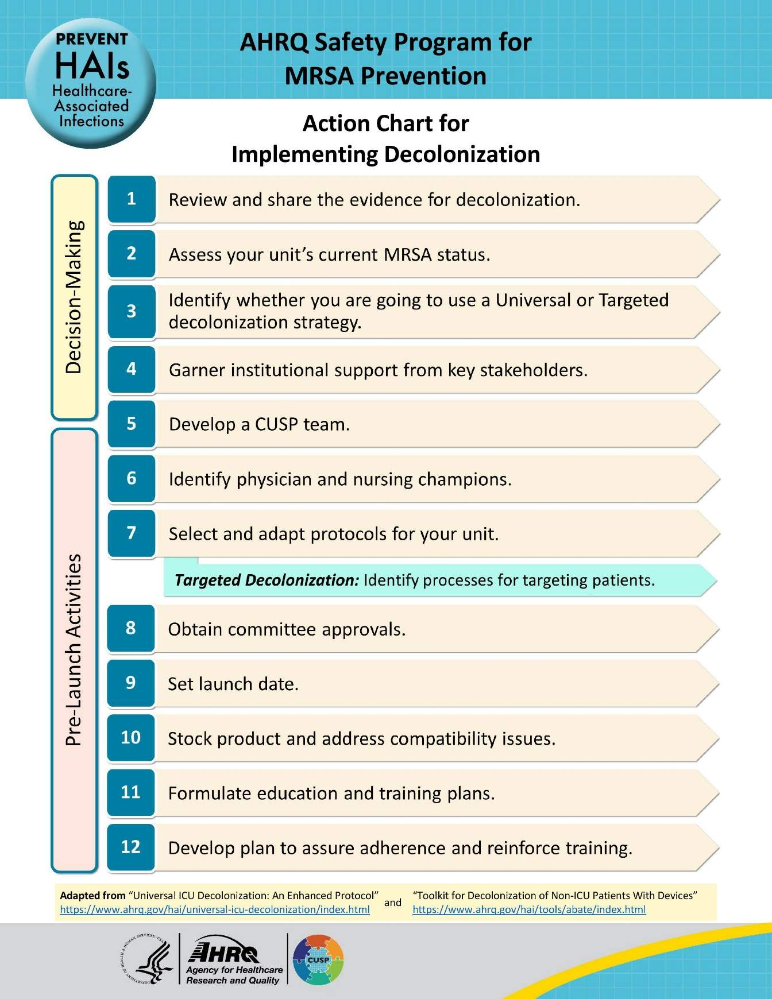 PREVENT
HAIs
Healthcare-
Associated
Infections
AHRQ Safety Program for
MRSA Prevention
Action Chart for
Implementing Decolonization
Decision-Making
1 Review and share the evidence for decolonization.
2 Assess your unit’s current MRSA status.
3 Identify whether you are going to use a Universal or Targeted
decolonization strategy.
4 Garner institutional support from key stakeholders.
5 Develop a CUSP team.
Pre-Launch Activities
6 Identify physician and nursing champions.
7 Select and adapt protocols for your unit.
Targeted Decolonization: Identify processes for targeting patients.
8 Obtain committee approvals.
9 Set launch date.
10 Stock product and address compatibility issues.
11 Formulate education and training plans.
12 Develop plan to assure adherence and reinforce training.
Adapted from “Universal ICU Decolonization: An Enhanced Protocol”
https://www.ahrq.gov/hai/universal-icu-decolonization/index.html
and
“Toolkit for Decolonization of Non-ICU Patients With Devices”
https://www.ahrq.gov/hai/tools/abate/index.html
DEPARTMENT OF HEALTH & HUMAN SERVICES • USA
AHRQ
Agency for Healthcare
Research and Quality
CUSP